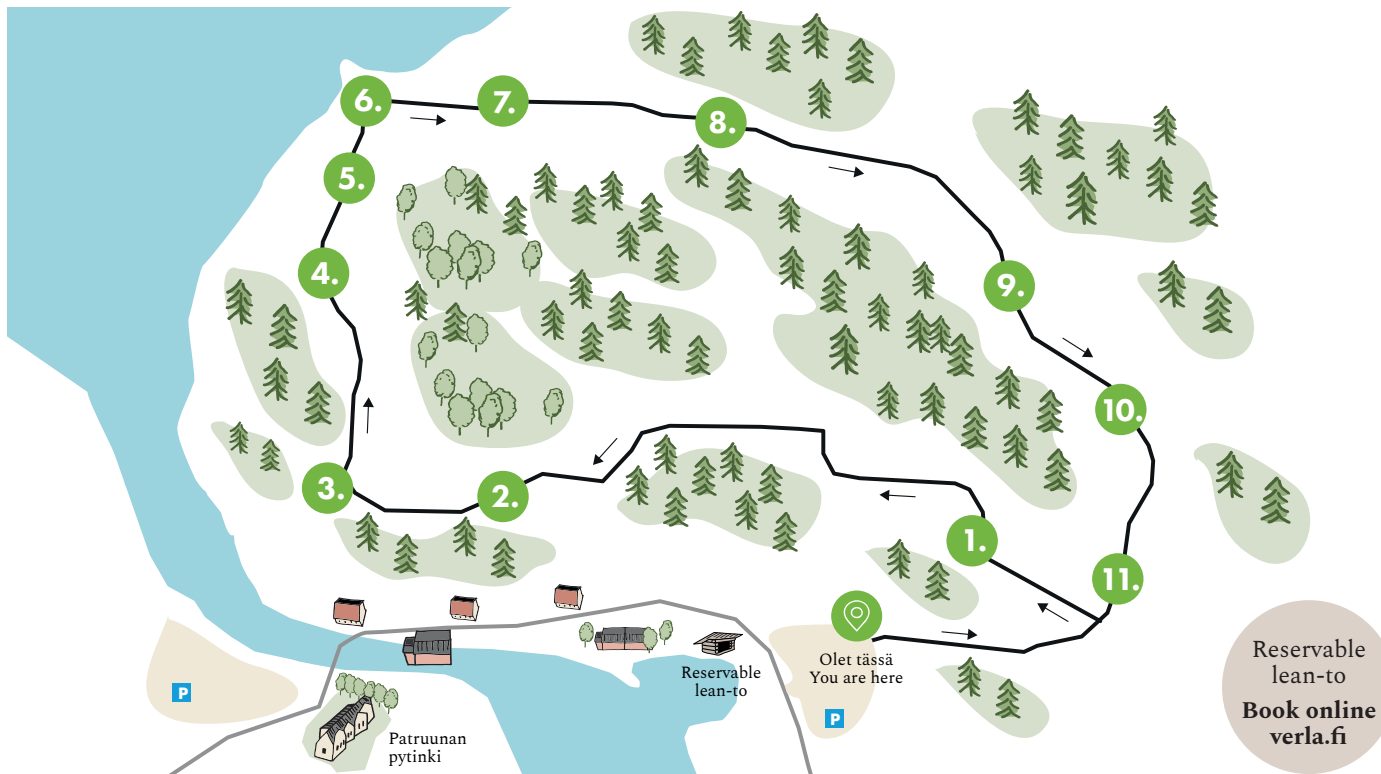 6.
7.
8.
5.
4.
9.
10.
3.
2.
1.
11.
Olet tässä
You are here
Reservable
lean-to
P
P
Patruunan
pytinki
Reservable
lean-to
Book online
verla.fi